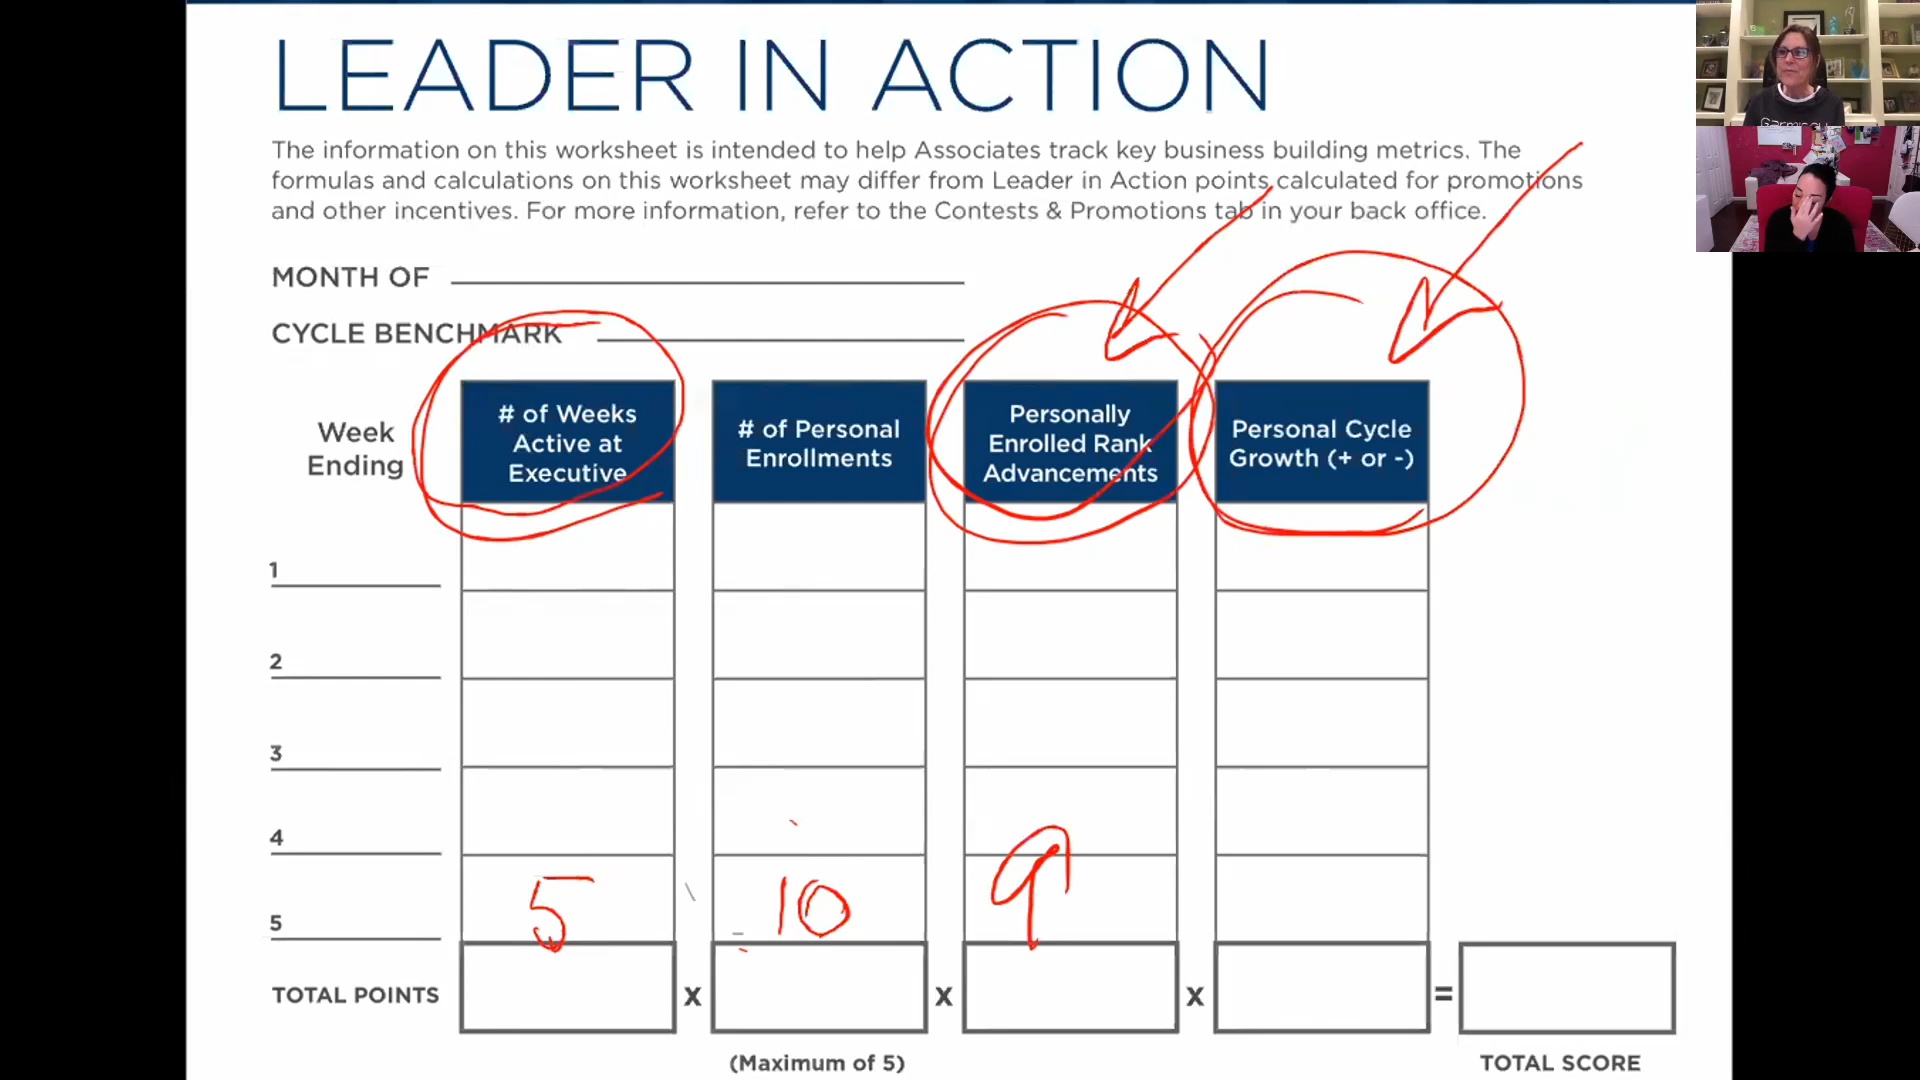 LEADER IN ACTION
The information on this worksheet is intended to help Associates track key business building metrics. The
formulas and calculations on this worksheet may differ from Leader in Action points calculated for promotions
and other incentives. For more information, refer to the Contests & Promotions tab in your back office.
MONTH OF
CYCLE BENCHMARK
Week
Ending
# of Weeks
Active at
Executive
# of Personal
Enrollments
Personally
Enrolled Rank
Advancements
Personal Cycle
Growth (+ or -)
1
2
3
4
5
5
10
9
TOTAL POINTS
x
x
x
=
(Maximum of 5)
TOTAL SCORE